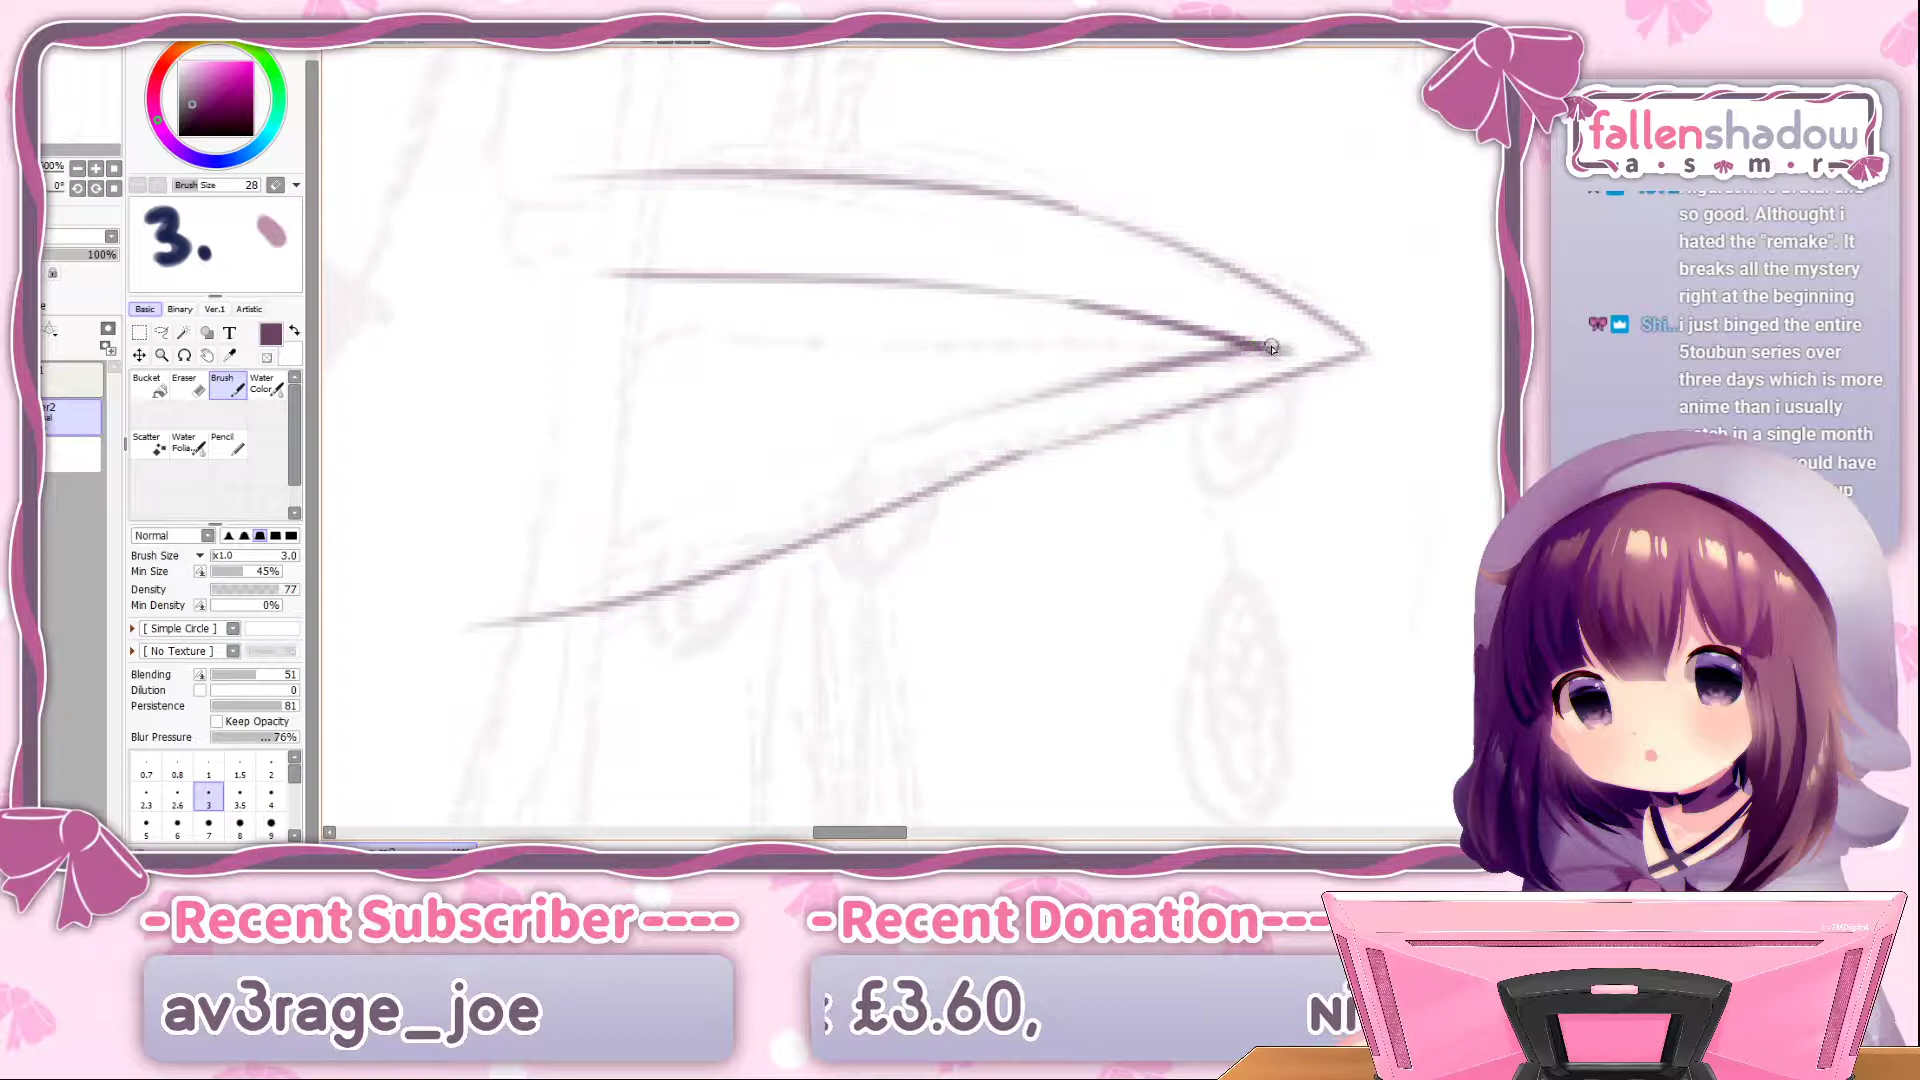 fallenshadow
a·s·m·r
so good. Althought i
hated the "remake". It
breaks all the mystery
right at the beginning
Shi... i just binged the entire
5toubun series over
three days which is more
anime than i usually
in a single month
have
0°
100%
Brush Size 28
3.
Basic Binary Ver.1 Artistic
T
Bucket Eraser Brush Water Color
Scatter Water Folia... Pencil
Normal
Brush Size x1.0 3.0
Min Size 45%
Density 77
Min Density 0%
[ Simple Circle ]
[ No Texture ]
Blending 51
Dilution 0
Persistence 81
Keep Opacity
Blur Pressure ... 76%
0.7 0.8 1 1.5 2
2.3 2.6 3 3.5 4
5 6 7 8 9
-Recent Subscriber----
av3rage_joe
-Recent Donation---
: £3.60,